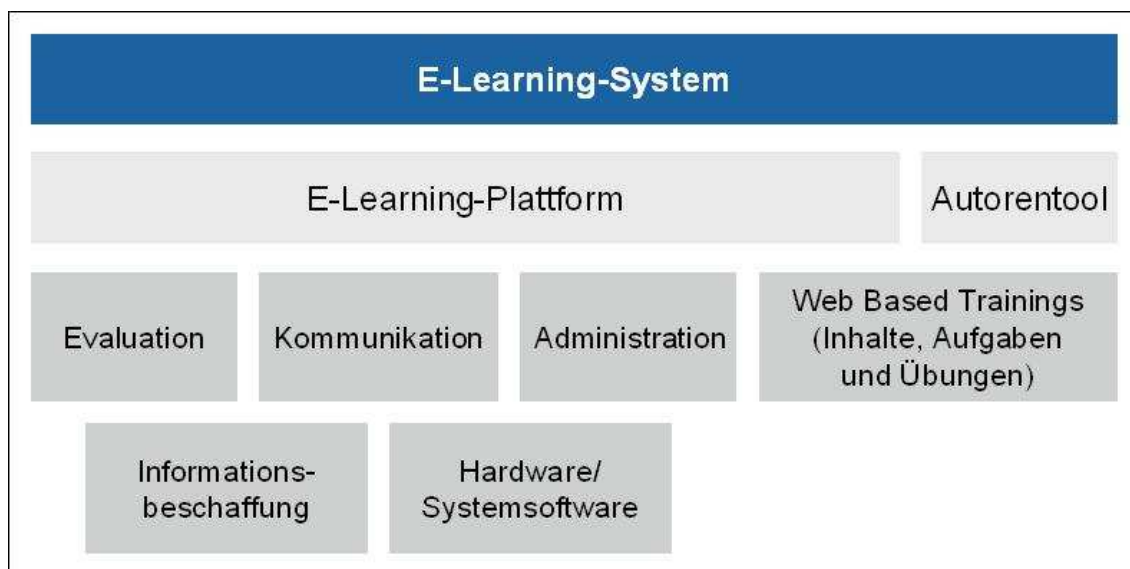 E-Learning-System
E-Learning-Plattform
Autorentool
Evaluation
Kommunikation
Administration
Web Based Trainings
(Inhalte, Aufgaben
und Übungen)
Informations-
beschaffung
Hardware/
Systemsoftware